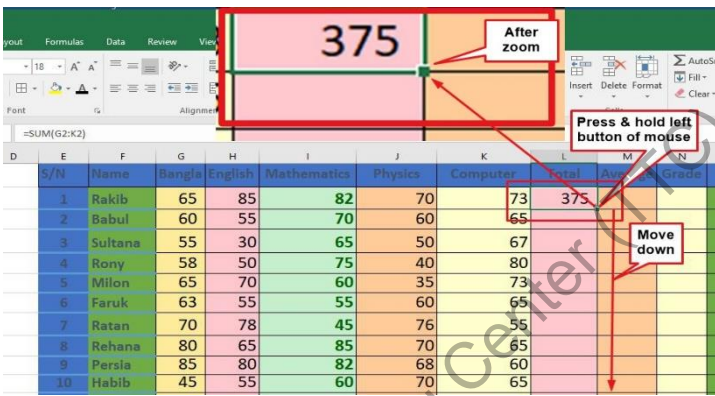 375
After zoom
yout Formulas Data Review View
18 A A
Insert Delete Format
AutoS
Fill
Clear
Font
Alignme
Press & hold left button of mouse
=SUM(G2:K2)
D E F G H I J K L M N
S/N Name Bangla English Mathematics Physics Computer Total Average Grade
1 Rakib 65 85 82 70 73 375
2 Babul 60 55 70 60 65
3 Sultana 55 30 65 50 67
Move down
4 Rony 58 50 75 40 80
5 Milon 65 70 60 35 73
6 Faruk 63 55 55 60 65
7 Ratan 70 78 45 76 55
8 Rehana 80 65 85 70 65
9 Persia 85 80 82 68 60
10 Habib 45 55 60 70 65
Center (TTC)